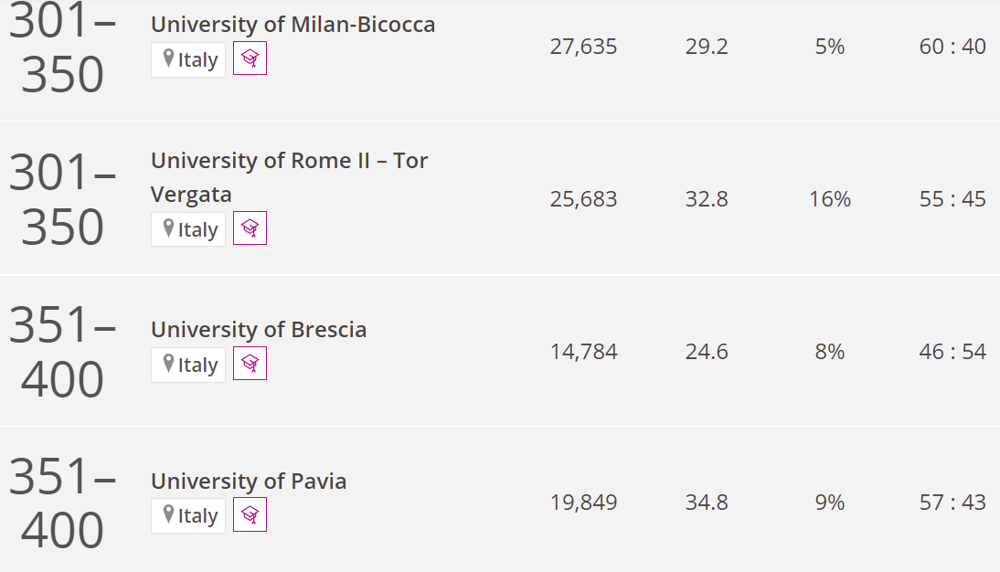 301–
350
University of Milan-Bicocca
Italy
27,635
29.2
5%
60 : 40
301–
350
University of Rome II – Tor
Vergata
Italy
25,683
32.8
16%
55 : 45
351–
400
University of Brescia
Italy
14,784
24.6
8%
46 : 54
351–
400
University of Pavia
Italy
19,849
34.8
9%
57 : 43